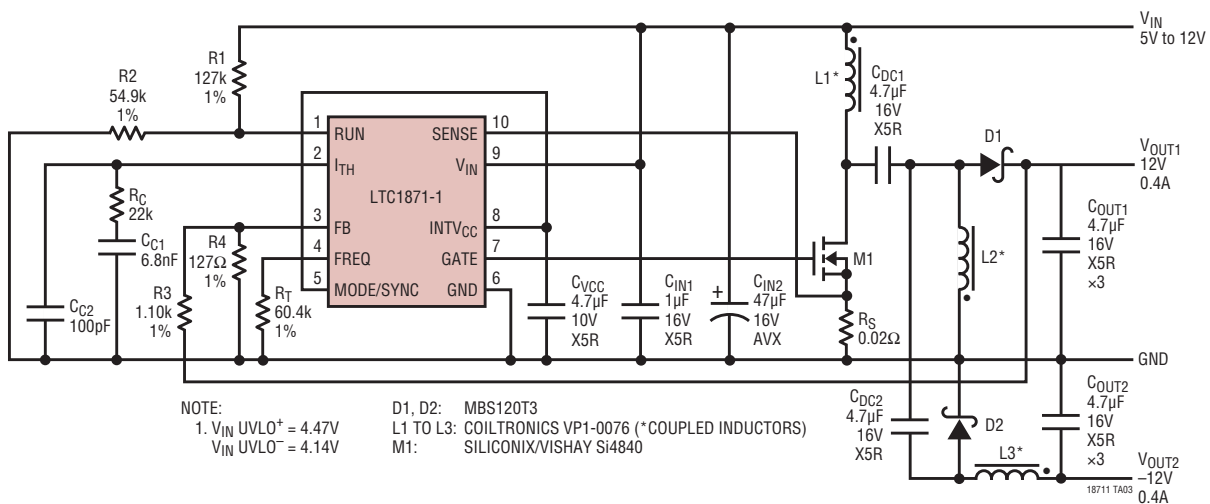 VIN
5V to 12V
R1
127k
1%
R2
54.9k
1%
L1*
•
CDC1
4.7µF
16V
X5R
D1
VOUT1
12V
0.4A
1
RUN
SENSE
10
2
ITH
VIN
9
LTC1871-1
3
FB
INTVCC
8
4
FREQ
GATE
7
5
MODE/SYNC
GND
6
RC
22k
CC1
6.8nF
R4
127Ω
1%
R3
1.10k
1%
CC2
100pF
RT
60.4k
1%
CVCC
4.7µF
10V
X5R
CIN1
1µF
16V
X5R
+
CIN2
47µF
16V
AVX
M1
RS
0.02Ω
L2*
•
COUT1
4.7µF
16V
X5R
×3
GND
CDC2
4.7µF
16V
X5R
D2
L3*
•
COUT2
4.7µF
16V
X5R
×3
VOUT2
–12V
0.4A
NOTE:
1. VIN UVLO+ = 4.47V
VIN UVLO– = 4.14V
D1, D2: MBS120T3
L1 TO L3: COILTRONICS VP1-0076 (*COUPLED INDUCTORS)
M1: SILICONIX/VISHAY Si4840
18711 TA03